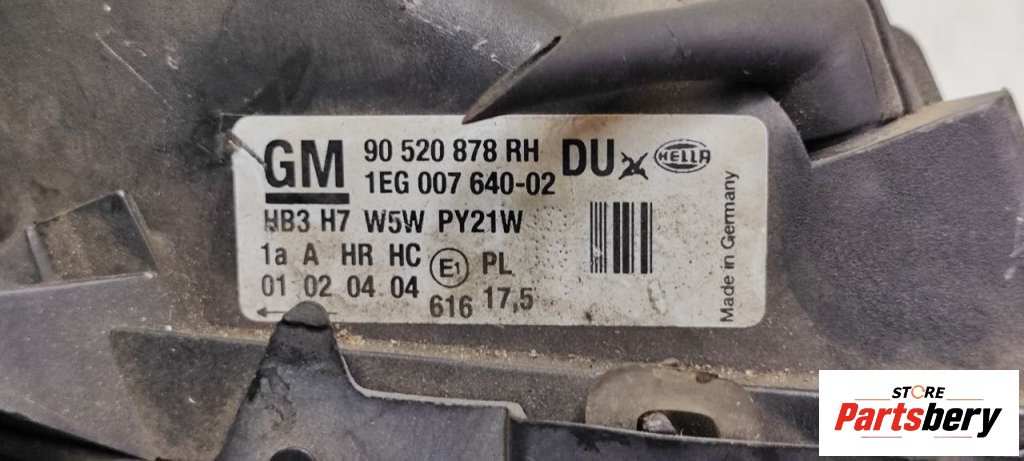 GM 90 520 878 RH DU HELLA
1EG 007 640-02
HB3 H7 W5W PY21W
1a A HR HC E1 PL
01 02 04 04 616 17,5
Made in Germany
STORE
Partsbery